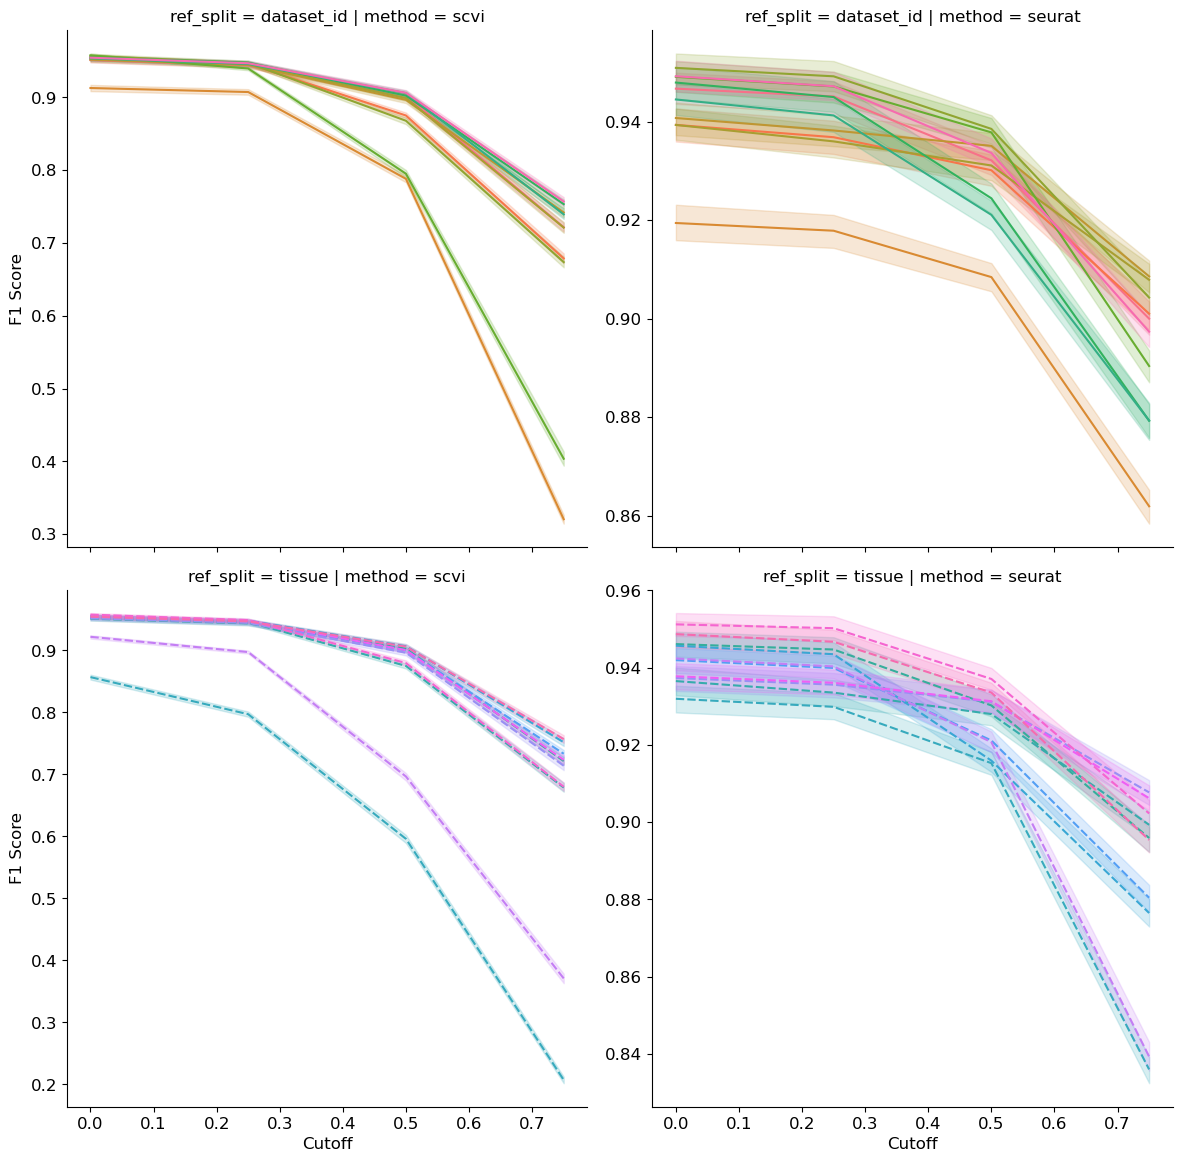 ref_split = dataset_id | method = scvi
ref_split = dataset_id | method = seurat
F1 Score
0.9
0.8
0.7
0.6
0.5
0.4
0.3
0.94
0.92
0.90
0.88
0.86
ref_split = tissue | method = scvi
ref_split = tissue | method = seurat
F1 Score
0.9
0.8
0.7
0.6
0.5
0.4
0.3
0.2
0.96
0.94
0.92
0.90
0.88
0.86
0.84
0.0 0.1 0.2 0.3 0.4 0.5 0.6 0.7
Cutoff
0.0 0.1 0.2 0.3 0.4 0.5 0.6 0.7
Cutoff